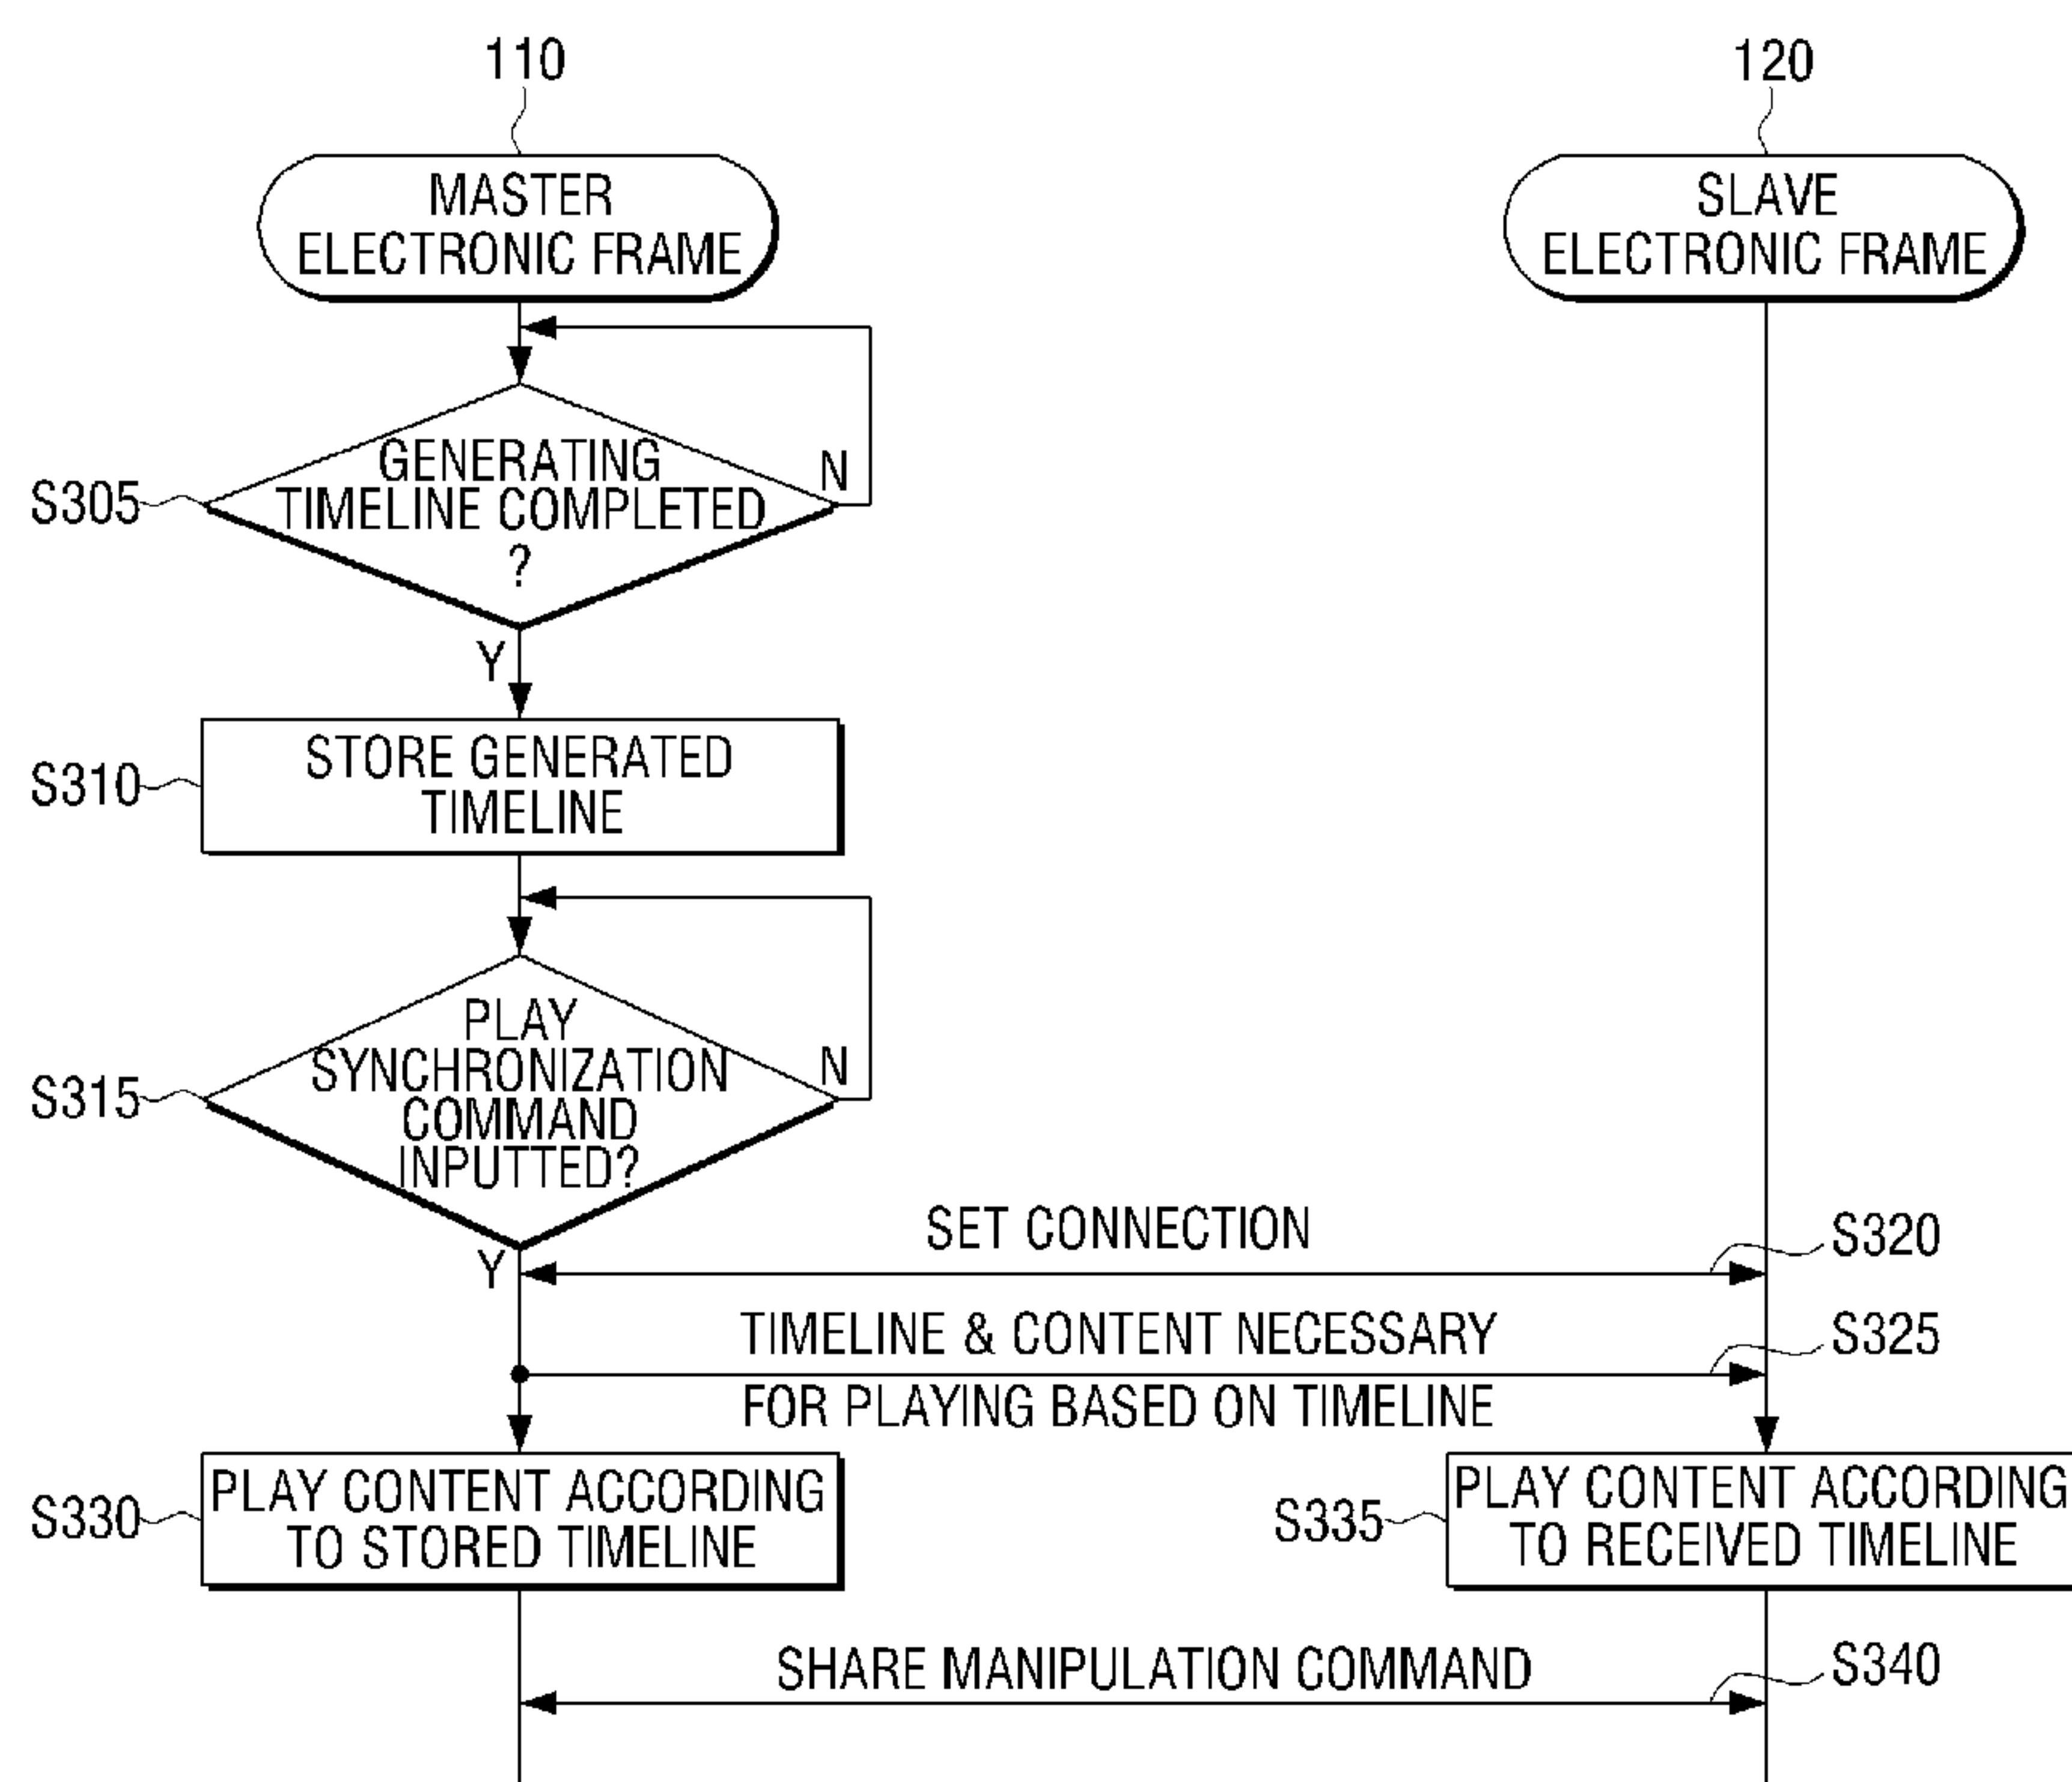 110
120
MASTER
ELECTRONIC FRAME
SLAVE
ELECTRONIC FRAME
S305
GENERATING
TIMELINE COMPLETED
?
N
Y
S310
STORE GENERATED
TIMELINE
S315
PLAY
SYNCHRONIZATION
COMMAND
INPUTTED?
N
Y
SET CONNECTION
S320
TIMELINE & CONTENT NECESSARY
FOR PLAYING BASED ON TIMELINE
S325
S330
PLAY CONTENT ACCORDING
TO STORED TIMELINE
S335
PLAY CONTENT ACCORDING
TO RECEIVED TIMELINE
SHARE MANIPULATION COMMAND
S340